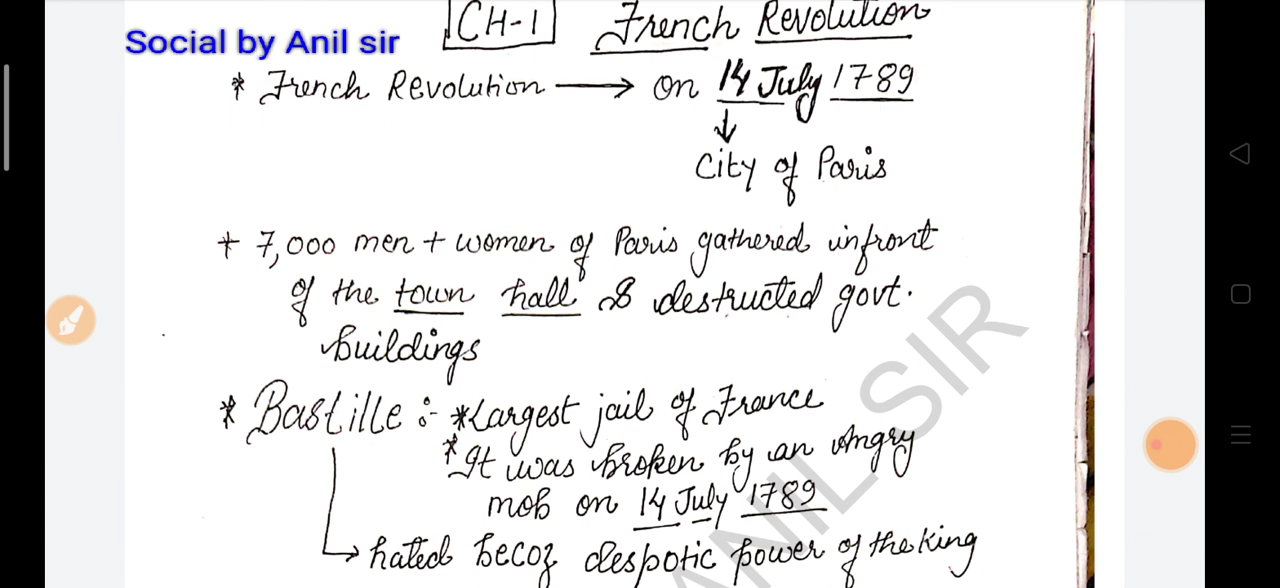 CH-1 French Revolution
Social by Anil sir
* French Revolution → on 14 July 1789
↓
City of Paris
+ 7,000 men + women of Paris gathered infront
of the town hall & destructed govt.
buildings
* Bastille :- *Largest jail of France
*It was broken by an Angry
mob on 14 July 1789
→ hated becoz despotic power of the king
ANIL SIR